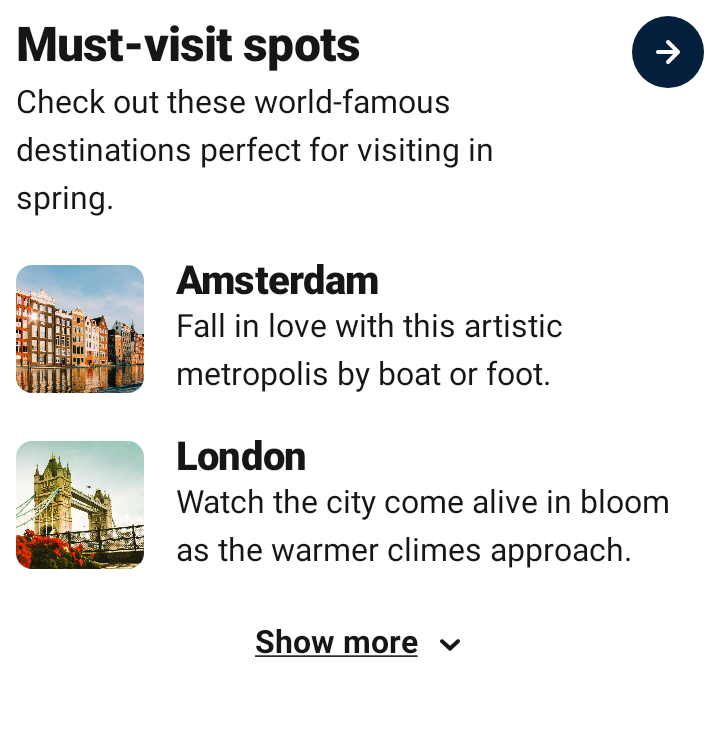 Must-visit spots
Check out these world-famous
destinations perfect for visiting in
spring.
Amsterdam
Fall in love with this artistic
metropolis by boat or foot.
London
Watch the city come alive in bloom
as the warmer climes approach.
Show more